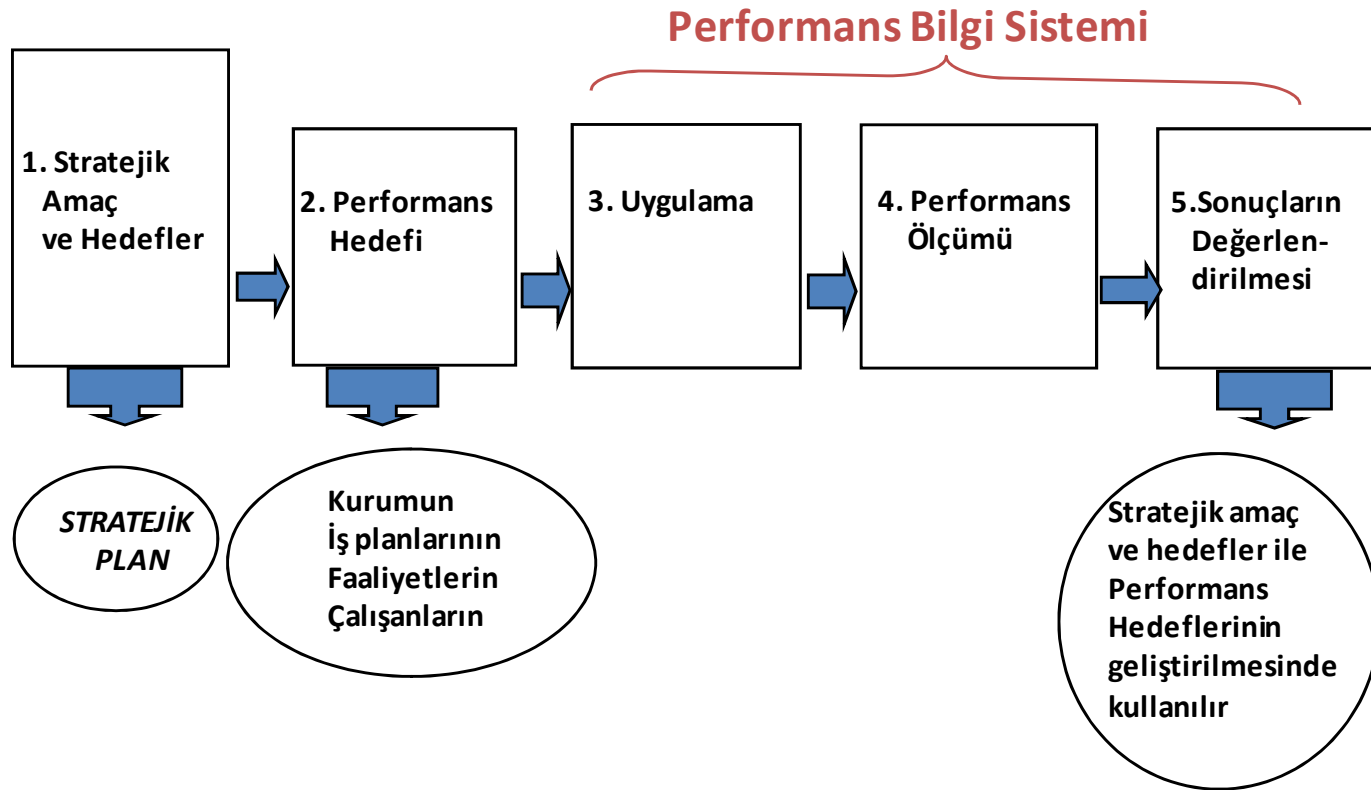 Performans Bilgi Sistemi
1. Stratejik
Amaç
ve Hedefler
2. Performans
Hedefi
3. Uygulama
4. Performans
Ölçümü
5.Sonuçların
Değerlen-
dirilmesi
STRATEJİK
PLAN
Kurumun
İş planlarının
Faaliyetlerin
Çalışanların
Stratejik amaç
ve hedefler ile
Performans
Hedeflerinin
geliştirilmesinde
kullanılır